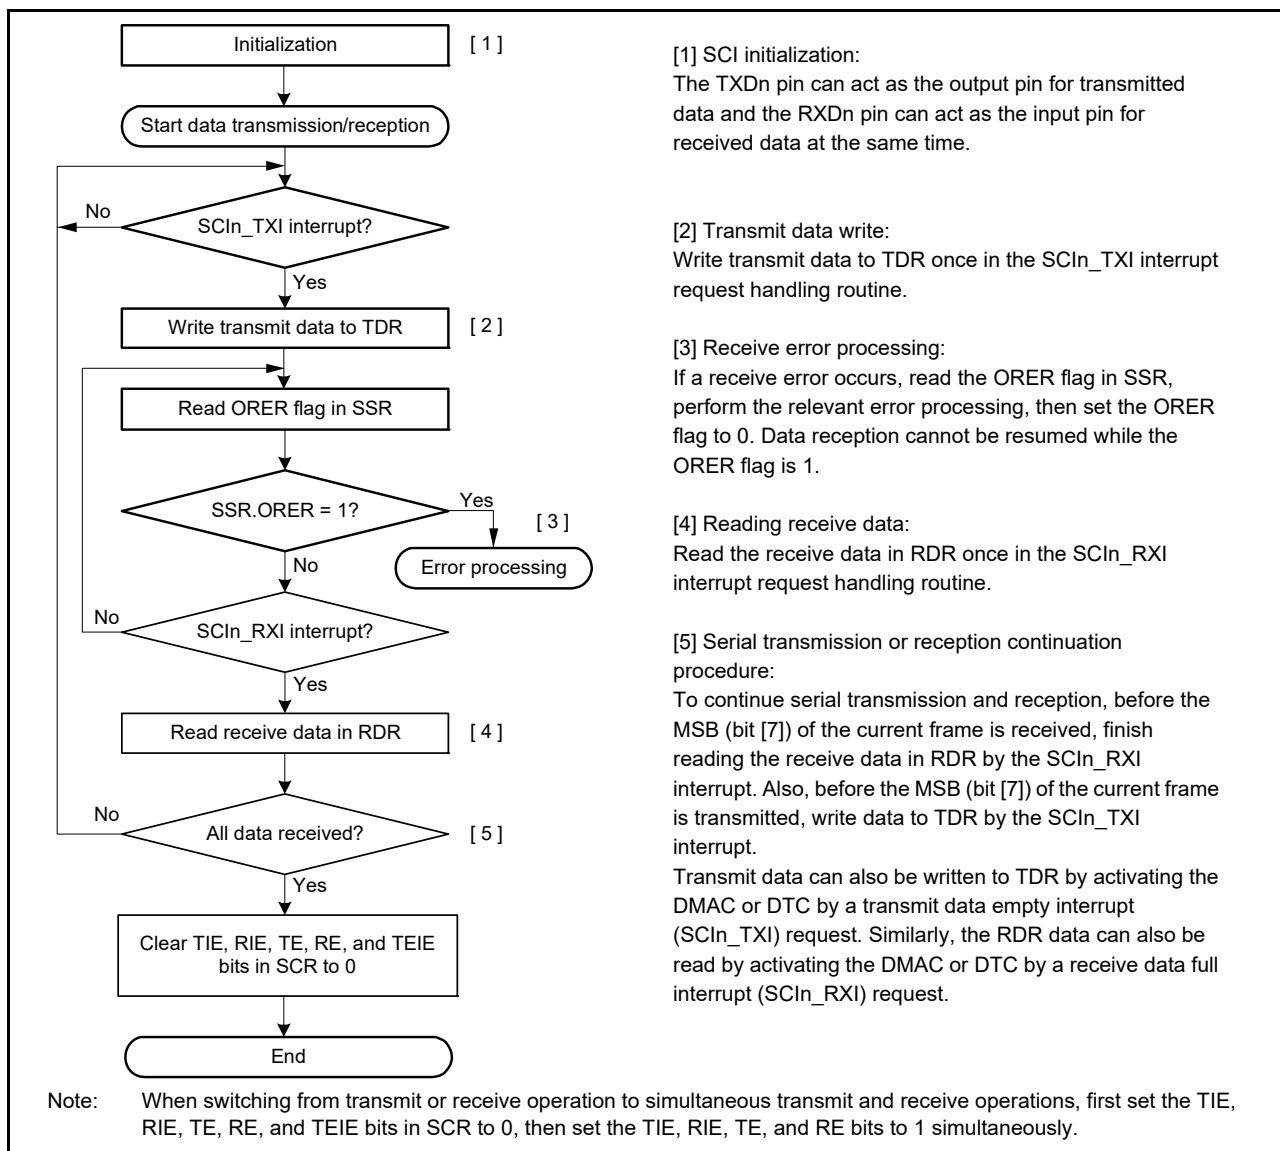 Initialization
[ 1 ]
Start data transmission/reception
No
SCIn_TXI interrupt?
Yes
Write transmit data to TDR
[ 2 ]
Read ORER flag in SSR
SSR.ORER = 1?
Yes
[ 3 ]
Error processing
No
No
SCIn_RXI interrupt?
Yes
Read receive data in RDR
[ 4 ]
No
All data received?
[ 5 ]
Yes
Clear TIE, RIE, TE, RE, and TEIE
bits in SCR to 0
End
[1] SCI initialization:
The TXDn pin can act as the output pin for transmitted
data and the RXDn pin can act as the input pin for
received data at the same time.
[2] Transmit data write:
Write transmit data to TDR once in the SCIn_TXI interrupt
request handling routine.
[3] Receive error processing:
If a receive error occurs, read the ORER flag in SSR,
perform the relevant error processing, then set the ORER
flag to 0. Data reception cannot be resumed while the
ORER flag is 1.
[4] Reading receive data:
Read the receive data in RDR once in the SCIn_RXI
interrupt request handling routine.
[5] Serial transmission or reception continuation
procedure:
To continue serial transmission and reception, before the
MSB (bit [7]) of the current frame is received, finish
reading the receive data in RDR by the SCIn_RXI
interrupt. Also, before the MSB (bit [7]) of the current frame
is transmitted, write data to TDR by the SCIn_TXI
interrupt.
Transmit data can also be written to TDR by activating the
DMAC or DTC by a transmit data empty interrupt
(SCIn_TXI) request. Similarly, the RDR data can also be
read by activating the DMAC or DTC by a receive data full
interrupt (SCIn_RXI) request.
Note: When switching from transmit or receive operation to simultaneous transmit and receive operations, first set the TIE,
RIE, TE, RE, and TEIE bits in SCR to 0, then set the TIE, RIE, TE, and RE bits to 1 simultaneously.